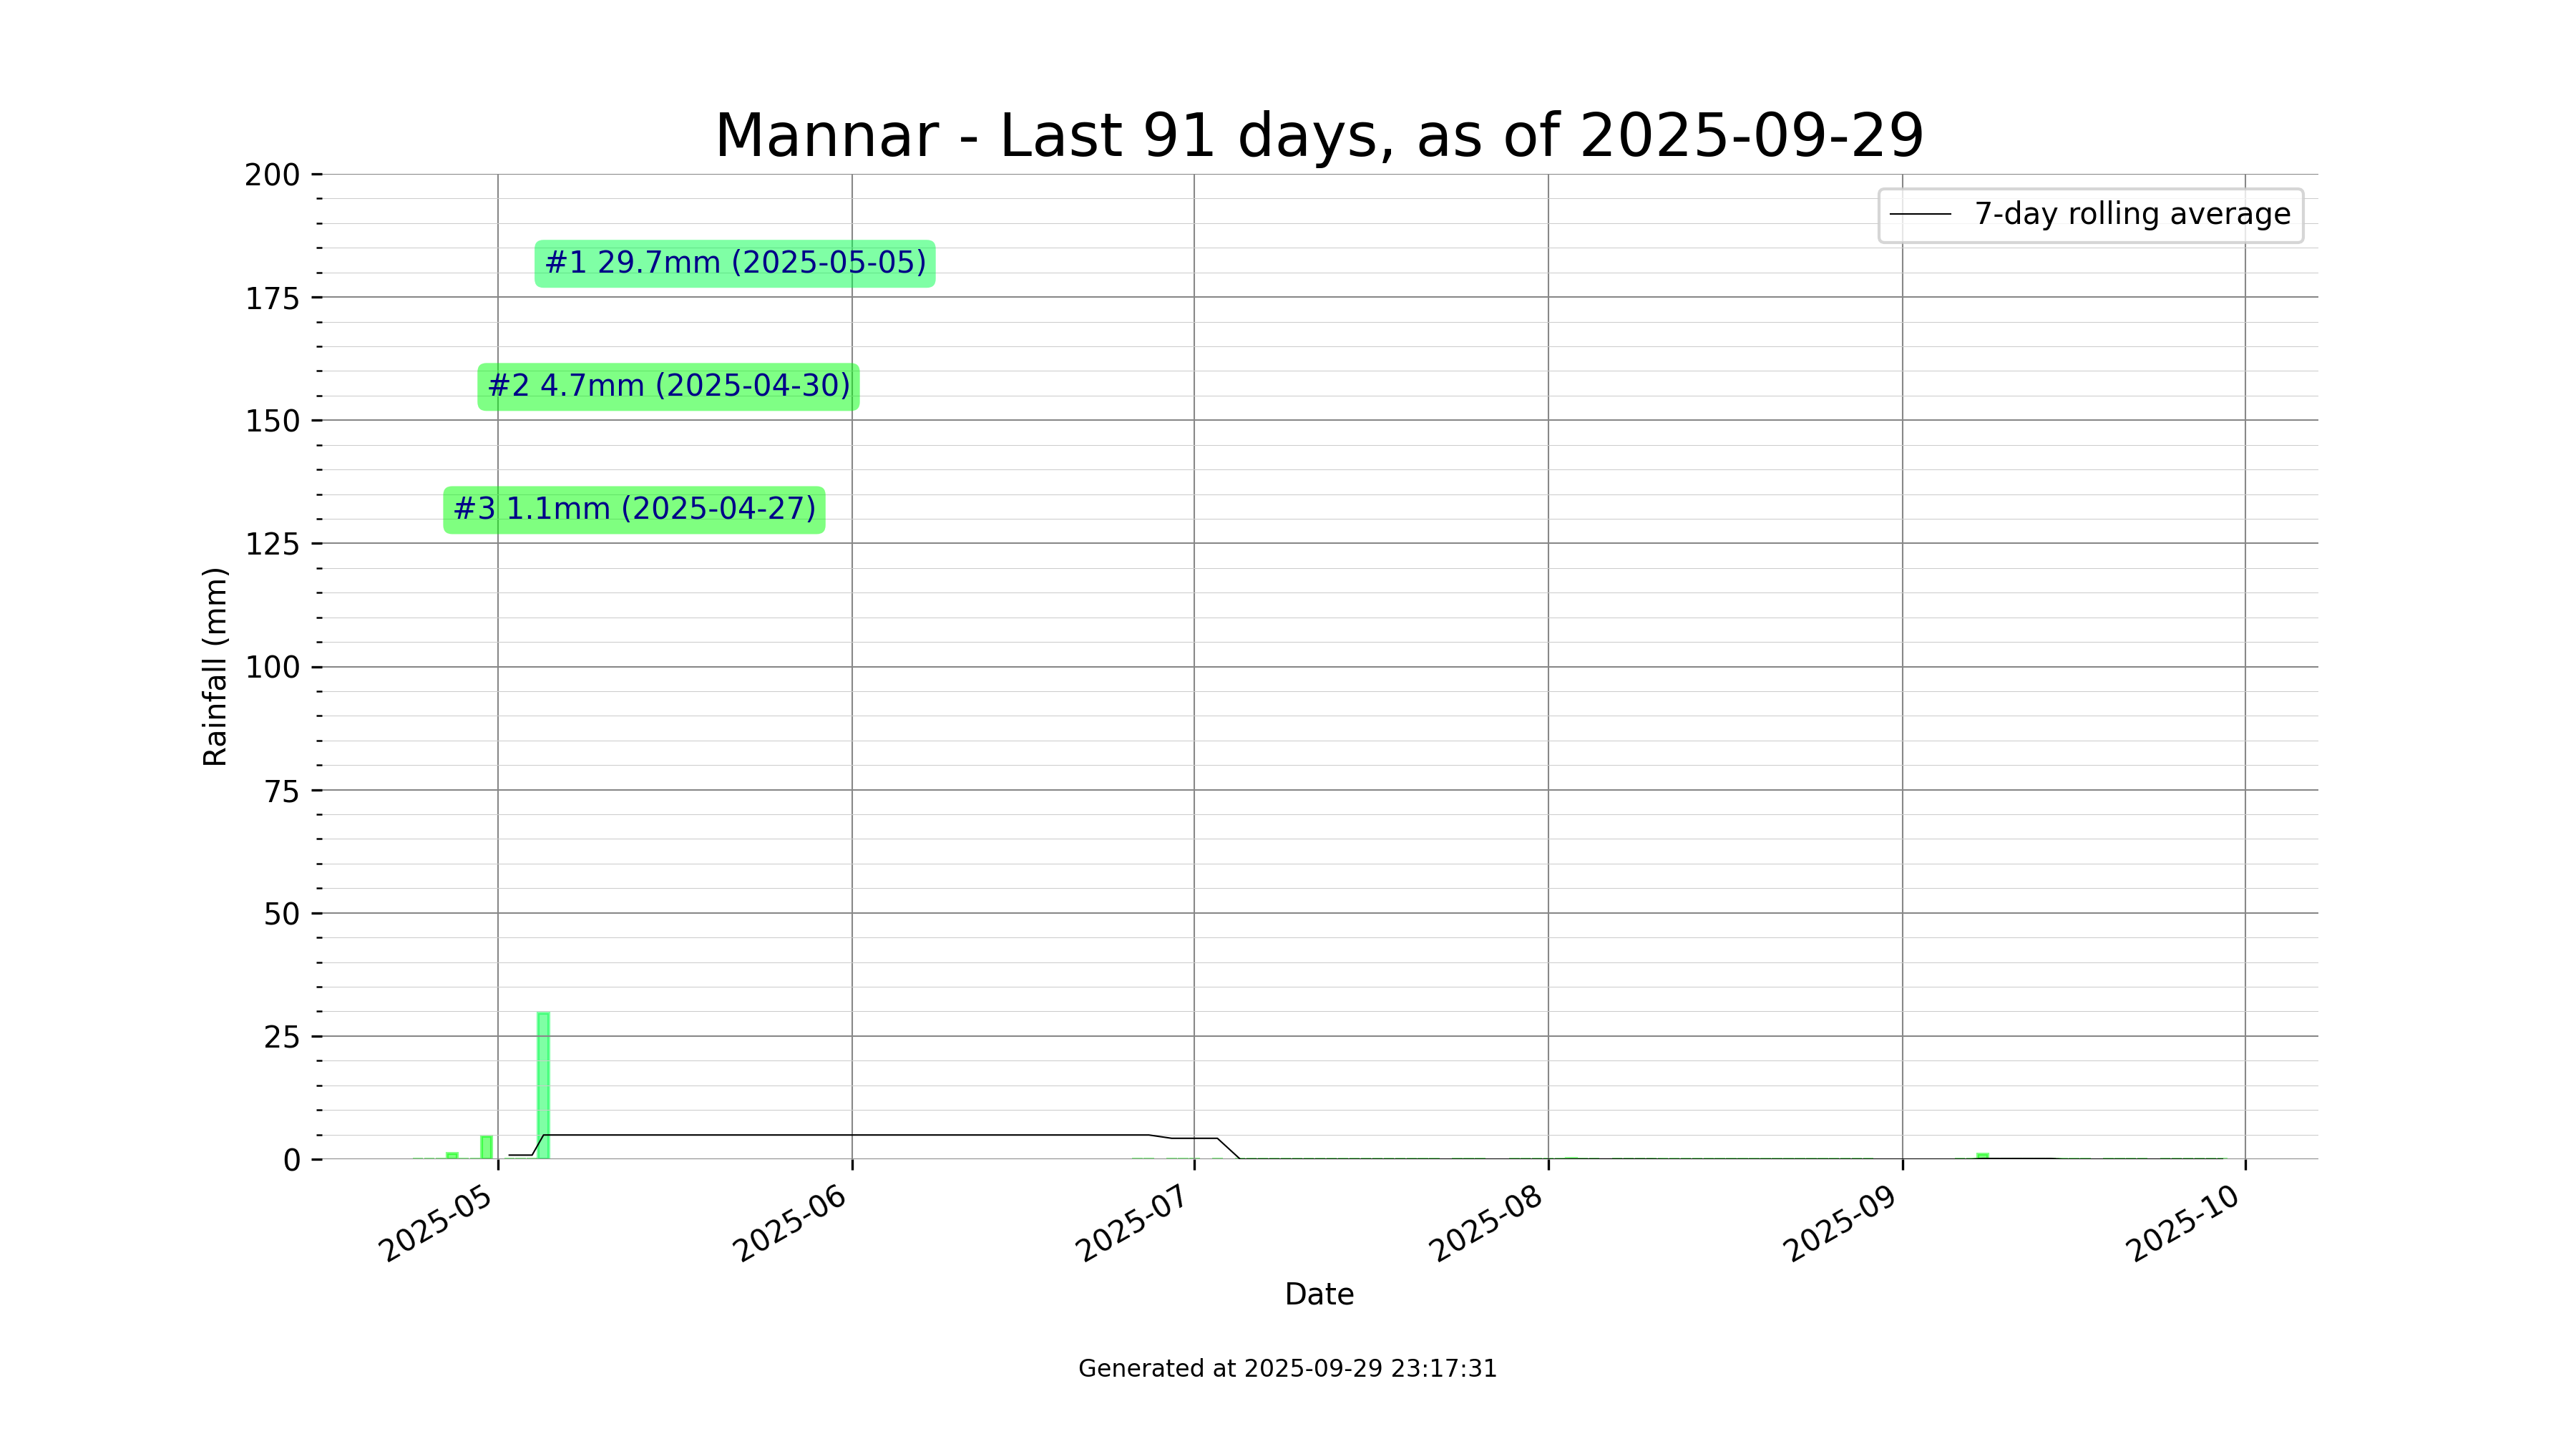 Mannar - Last 91 days, as of 2025-09-29
7-day rolling average
#1 29.7mm (2025-05-05)
#2 4.7mm (2025-04-30)
#3 1.1mm (2025-04-27)
200
175
150
125
100
75
50
25
0
Rainfall (mm)
2025-05
2025-06
2025-07
2025-08
2025-09
2025-10
Date
Generated at 2025-09-29 23:17:31